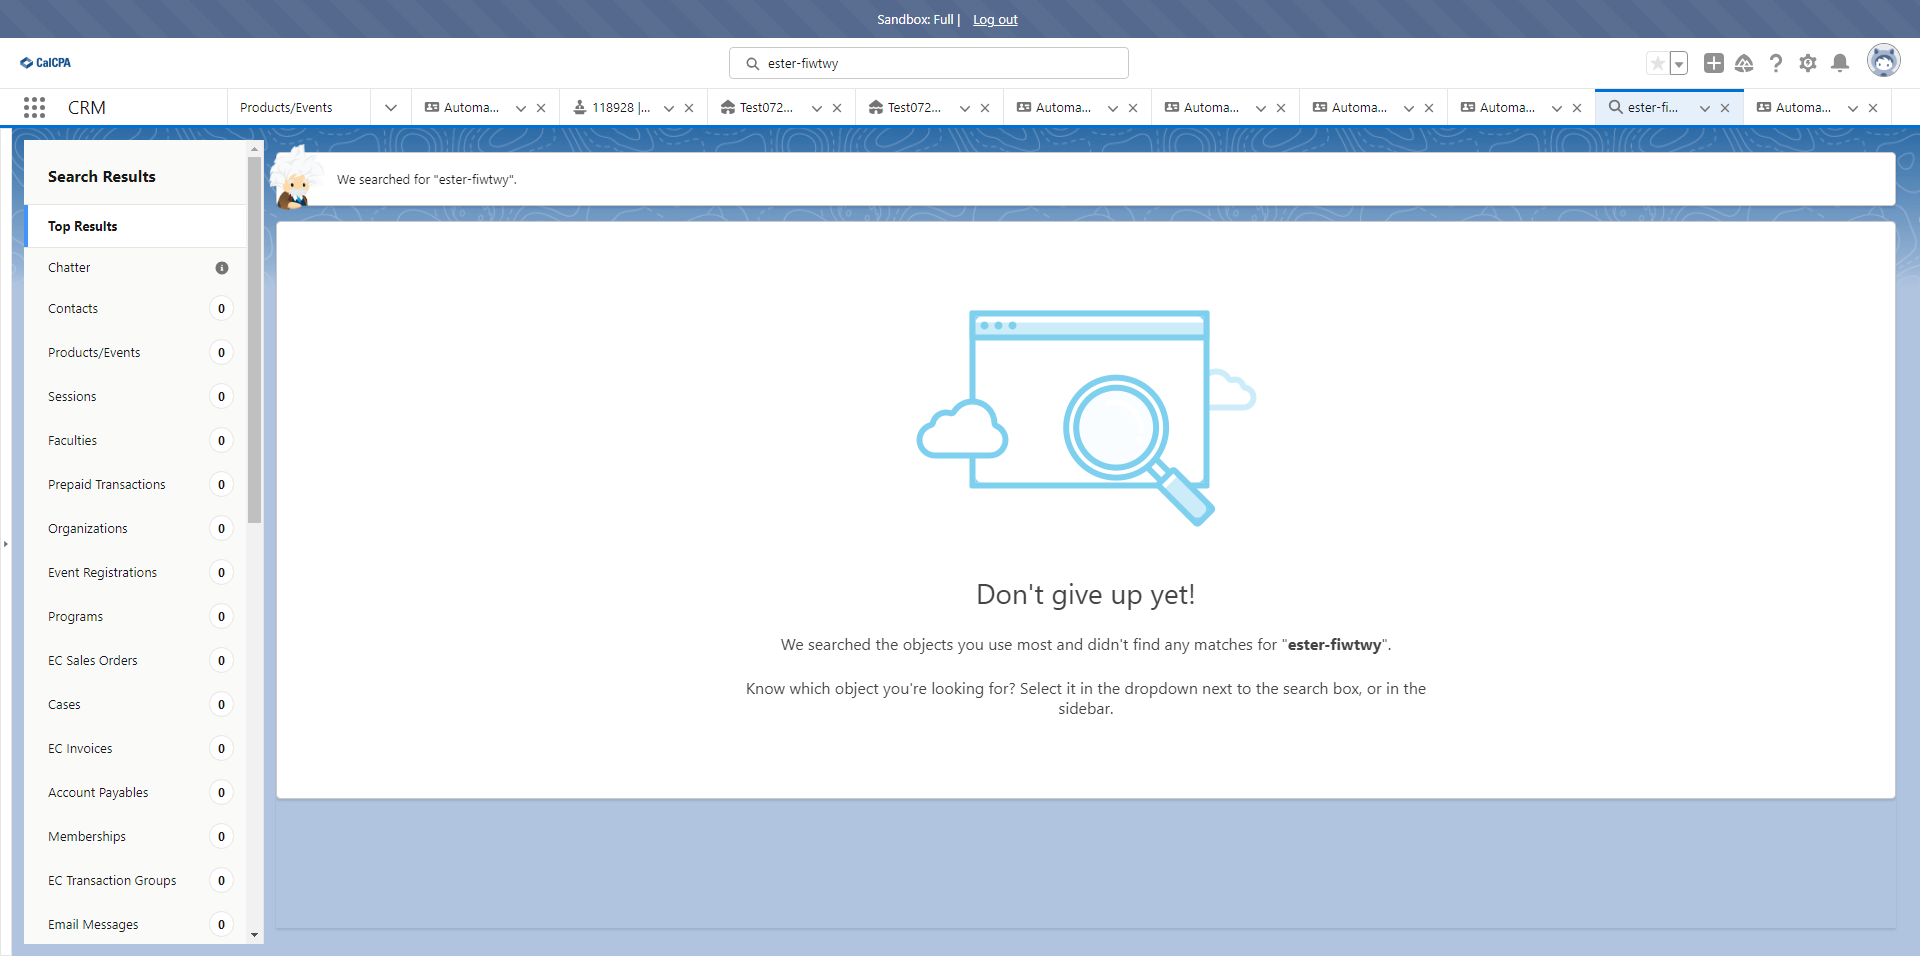 Sandbox: Full | Log out
CalCPA
ester-fiwtwy
CRM
Products/Events
Automa...
118928 |...
Test072...
Test072...
Automa...
Automa...
Automa...
Automa...
ester-fi...
Automa...
Search Results
Top Results
Chatter
Contacts 0
Products/Events 0
Sessions 0
Faculties 0
Prepaid Transactions 0
Organizations 0
Event Registrations 0
Programs 0
EC Sales Orders 0
Cases 0
EC Invoices 0
Account Payables 0
Memberships 0
EC Transaction Groups 0
Email Messages 0
We searched for "ester-fiwtwy".
Don't give up yet!
We searched the objects you use most and didn't find any matches for "ester-fiwtwy".
Know which object you're looking for? Select it in the dropdown next to the search box, or in the
sidebar.